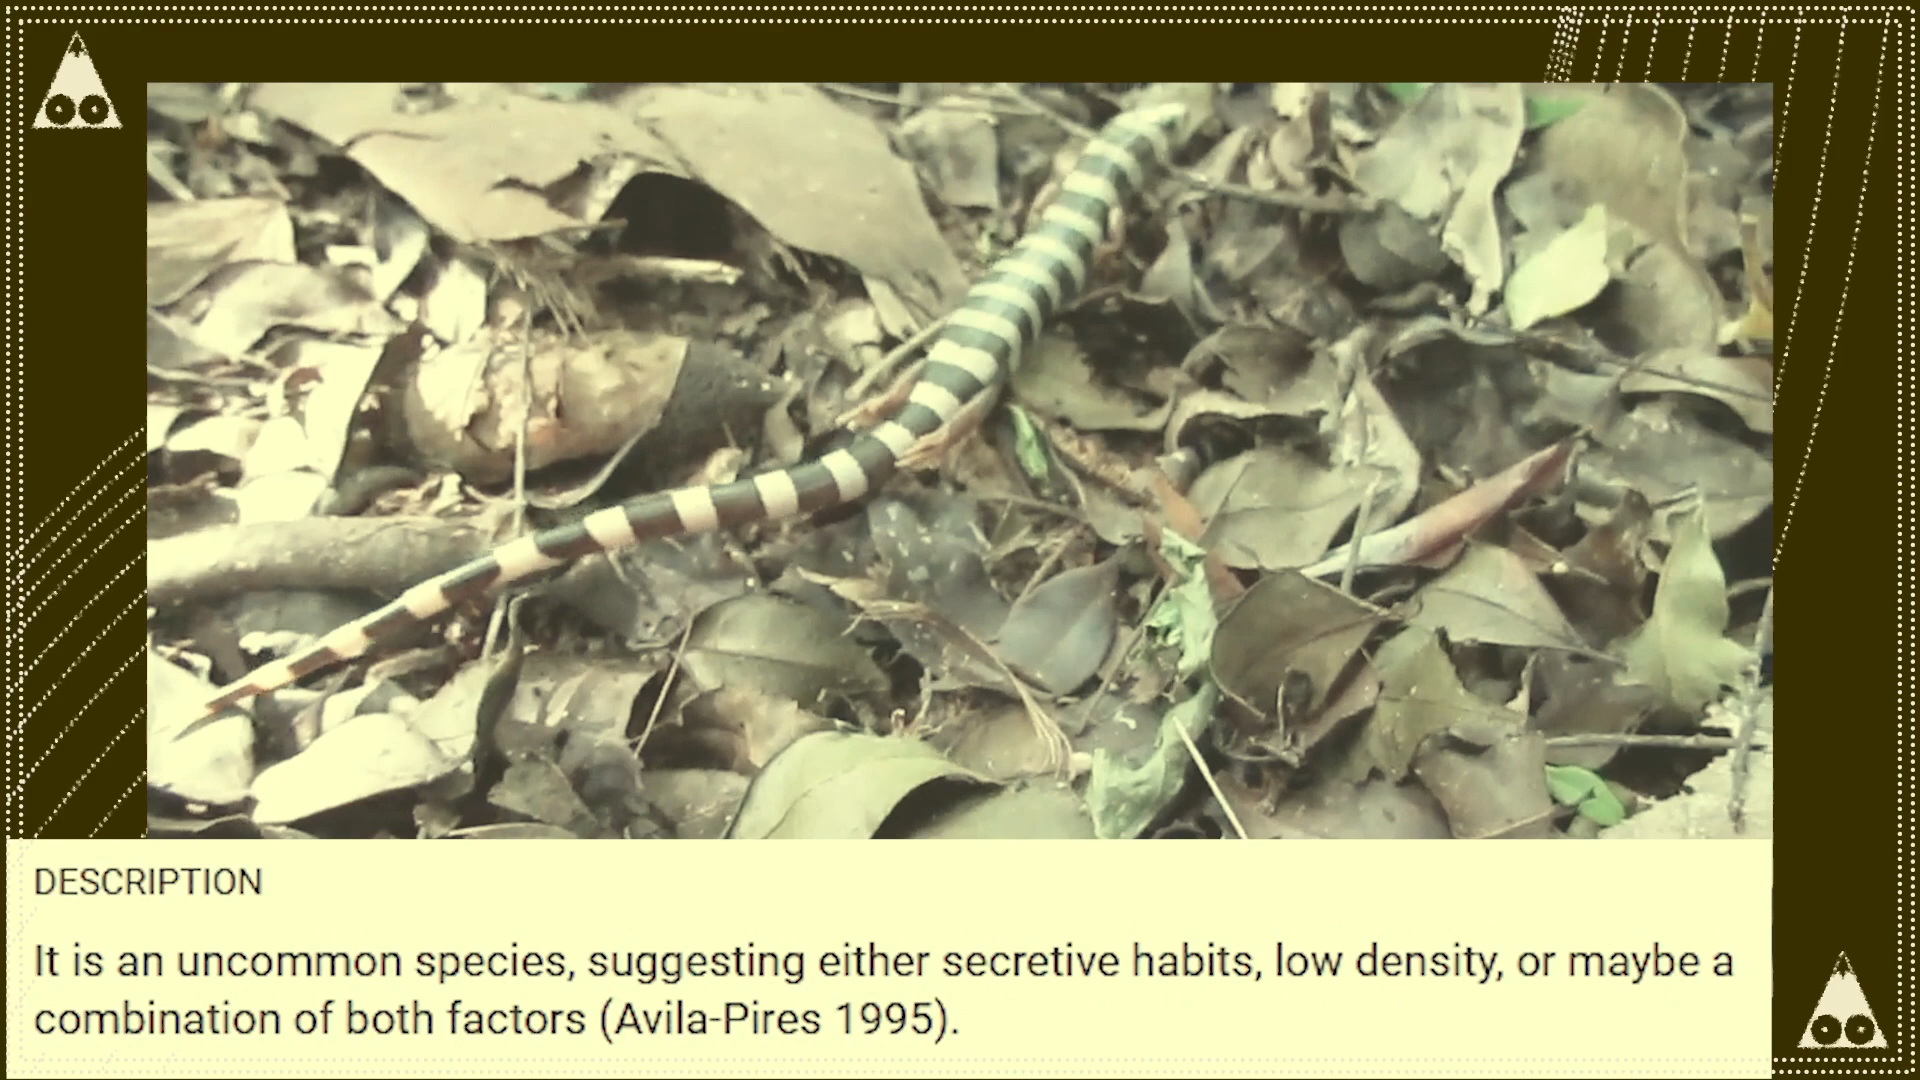 DESCRIPTION
It is an uncommon species, suggesting either secretive habits, low density, or maybe a
combination of both factors (Avila-Pires 1995).